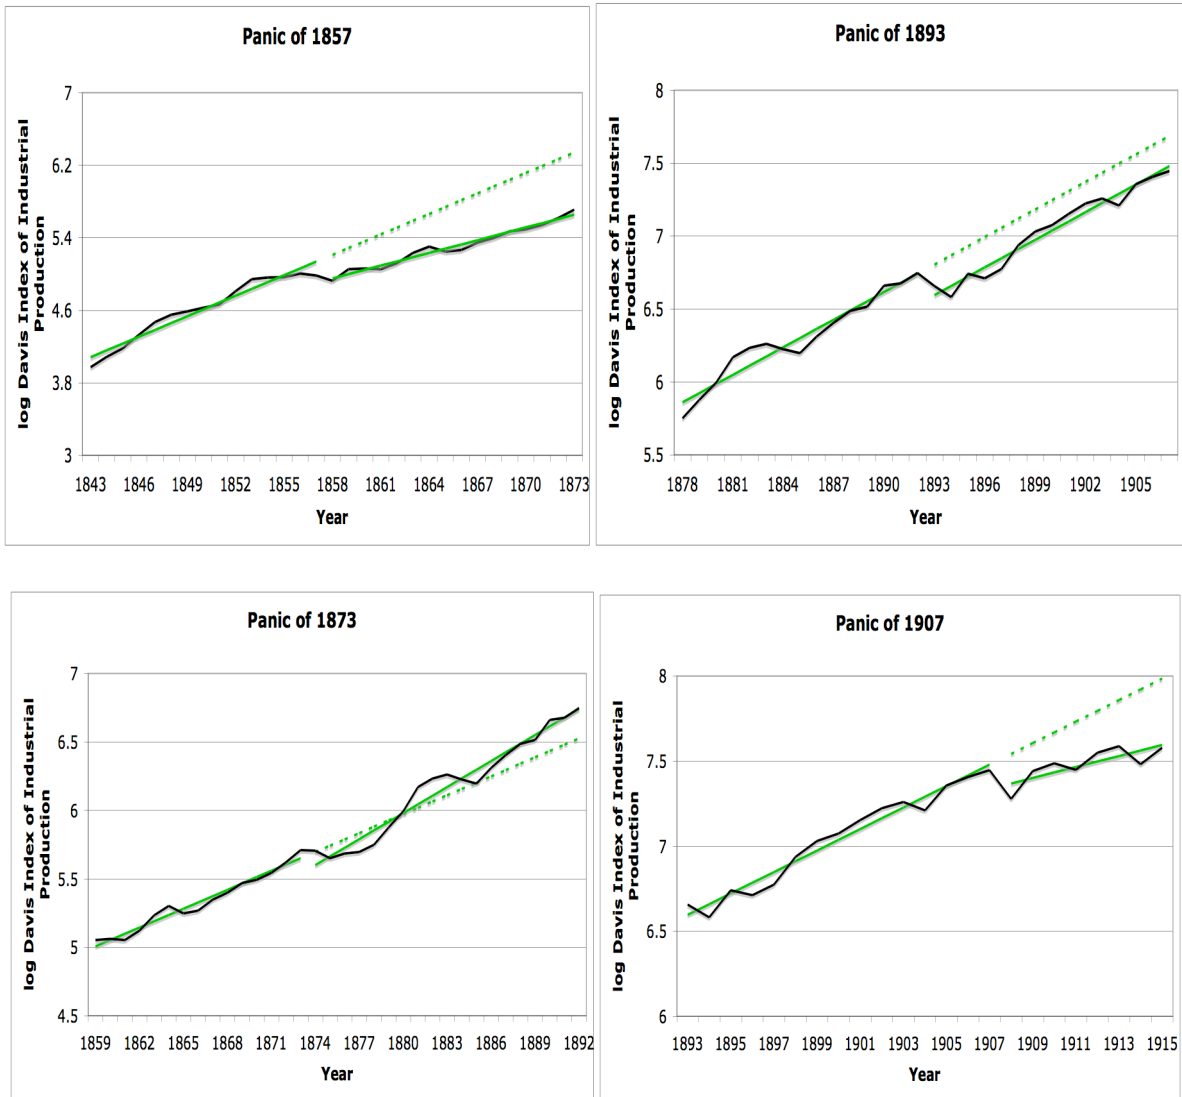 Panic of 1857
log Davis Index of Industrial
Production
7
6.2
5.4
4.6
3.8
3
1843 1846 1849 1852 1855 1858 1861 1864 1867 1870 1873
Year
Panic of 1893
log Davis Index of Industrial
Production
8
7.5
7
6.5
6
5.5
1878 1881 1884 1887 1890 1893 1896 1899 1902 1905
Year
Panic of 1873
log Davis Index of Industrial
Production
7
6.5
6
5.5
5
4.5
1859 1862 1865 1868 1871 1874 1877 1880 1883 1886 1889 1892
Year
Panic of 1907
log Davis Index of Industrial
Production
8
7.5
7
6.5
6
1893 1895 1897 1899 1901 1903 1905 1907 1909 1911 1913 1915
Year